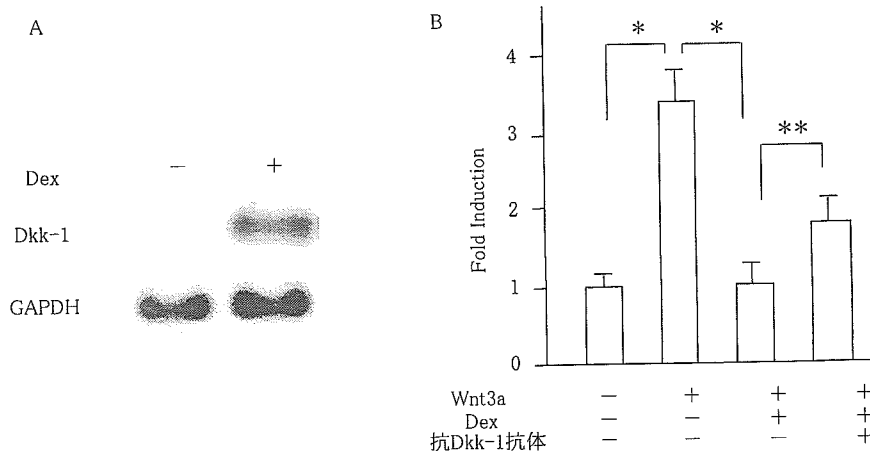 A
Dex － ＋
Dkk-1
GAPDH
B
Fold Induction
4
3
2
1
0
* *
**
Wnt3a － ＋ ＋ ＋
Dex － － ＋ ＋
抗Dkk-1抗体 － － － ＋